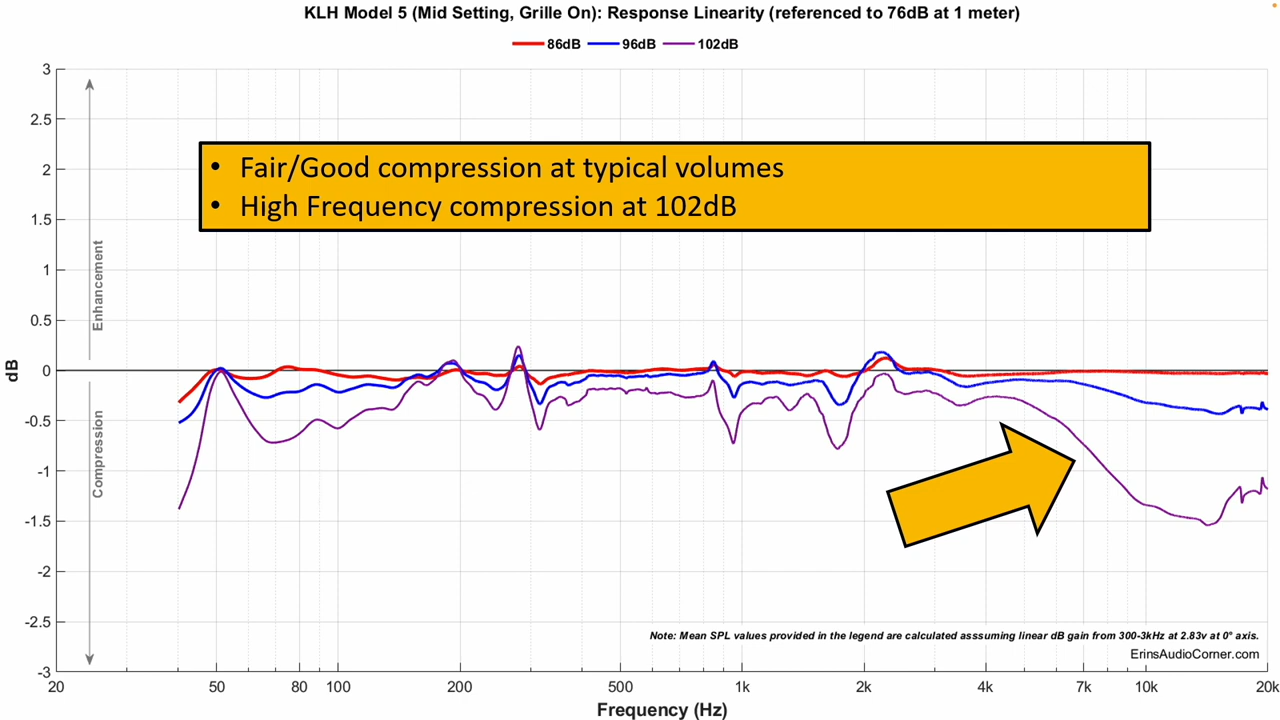 KLH Model 5 (Mid Setting, Grille On): Response Linearity (referenced to 76dB at 1 meter)
86dB 96dB 102dB
3
2.5
2
1.5
1
0.5
0
-0.5
-1
-1.5
-2
-2.5
-3
dB
Enhancement
Compression
• Fair/Good compression at typical volumes
• High Frequency compression at 102dB
Note: Mean SPL values provided in the legend are calculated asssuming linear dB gain from 300-3kHz at 2.83v at 0° axis.
ErinsAudioCorner.com
20 50 80 100 200 500 1k 2k 4k 7k 10k 20k
Frequency (Hz)